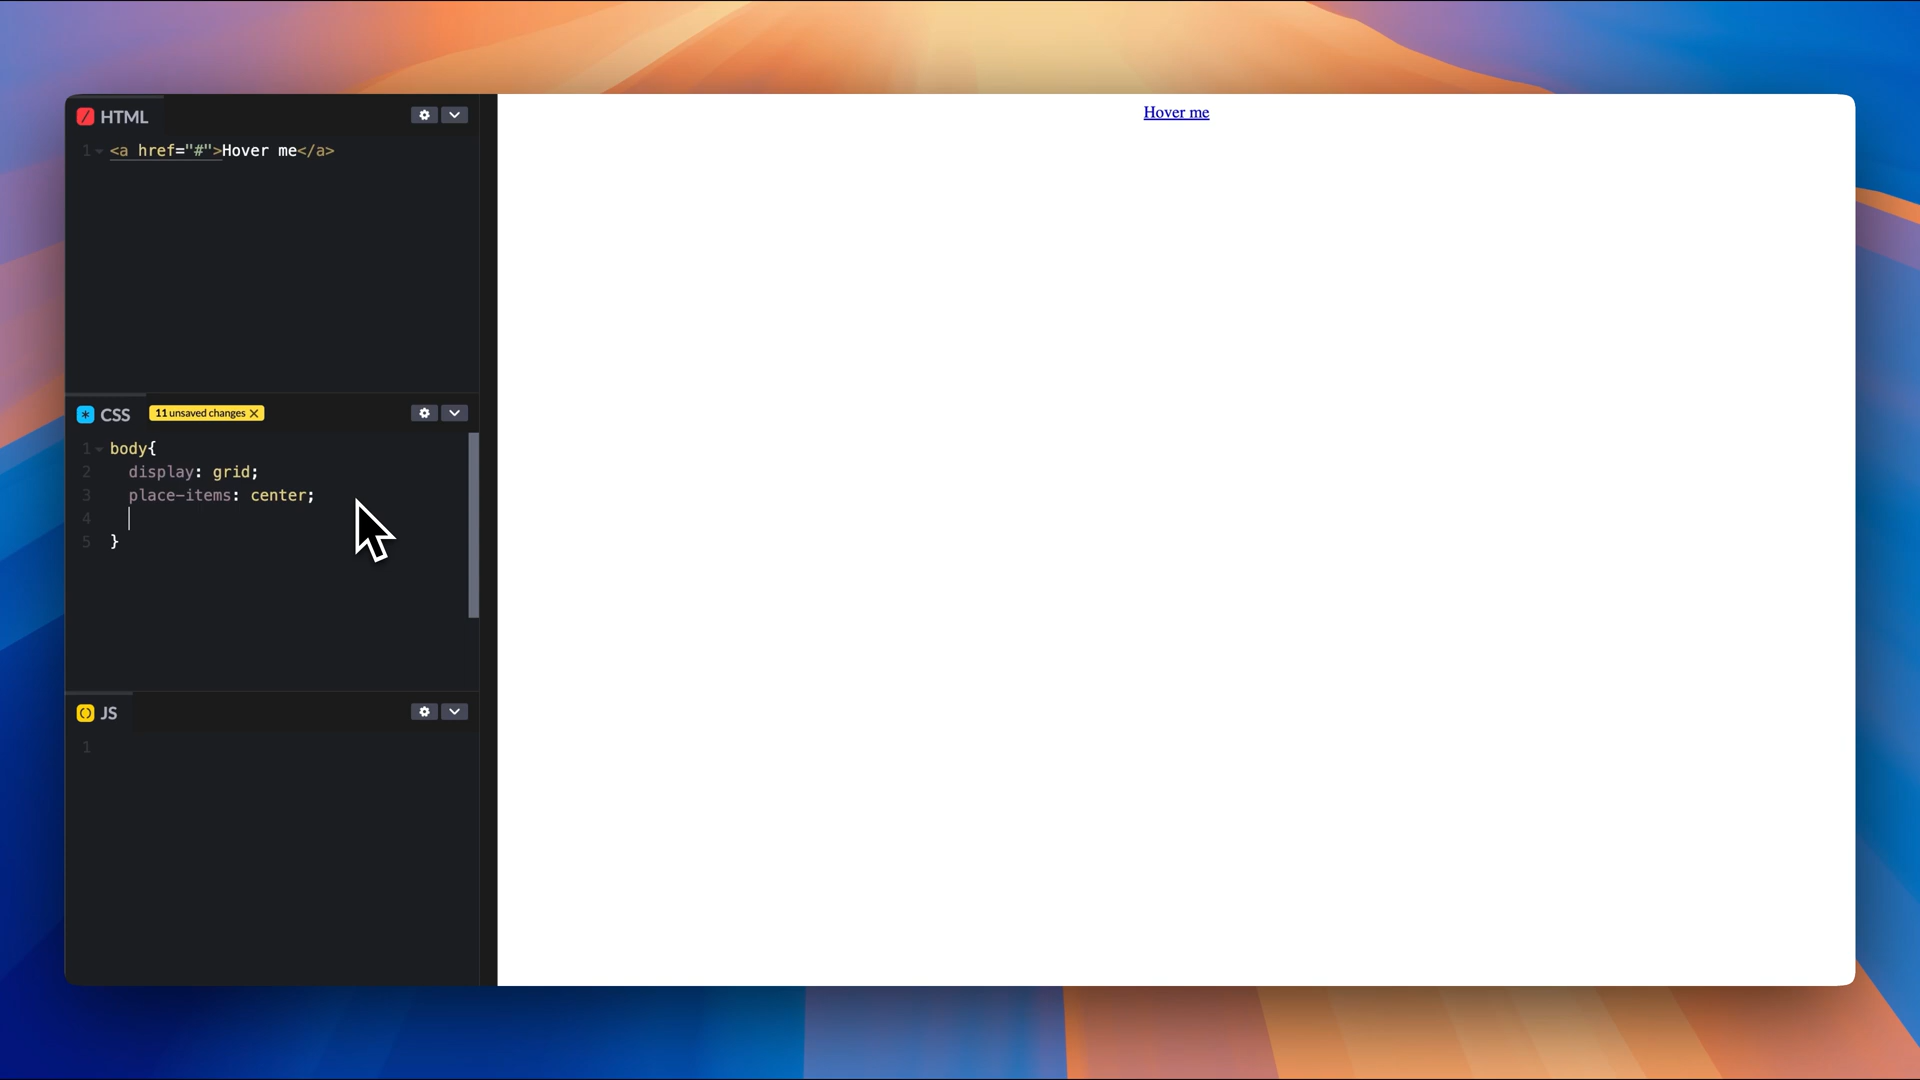 HTML
1 <a href="#">Hover me</a>
CSS 11 unsaved changes
1 body{
2 display: grid;
3 place-items: center;
4
5 }
JS
1
Hover me